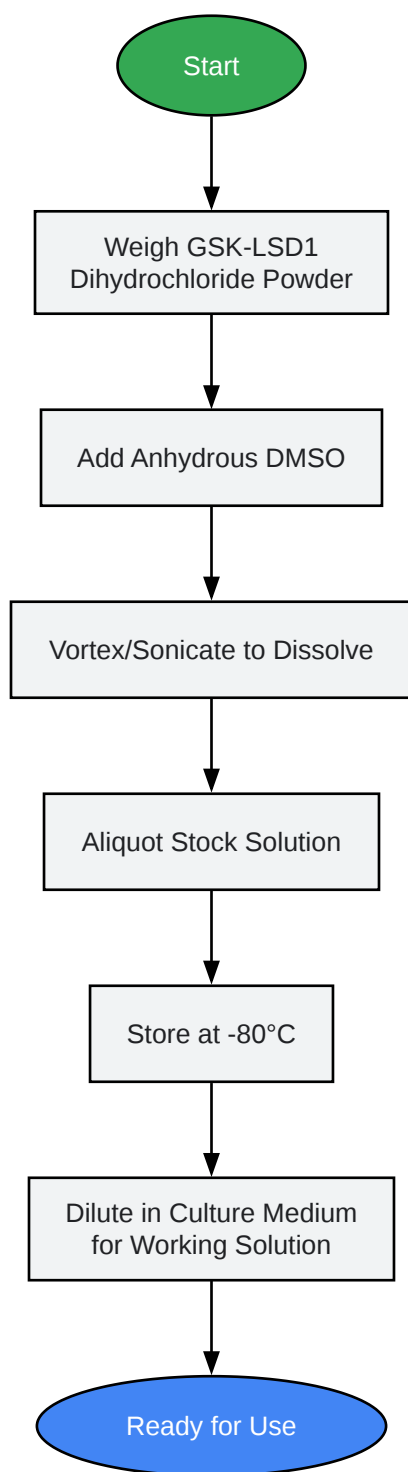 Start
Weigh GSK-LSD1
Dihydrochloride Powder
Add Anhydrous DMSO
Vortex/Sonicate to Dissolve
Aliquot Stock Solution
Store at -80°C
Dilute in Culture Medium
for Working Solution
Ready for Use